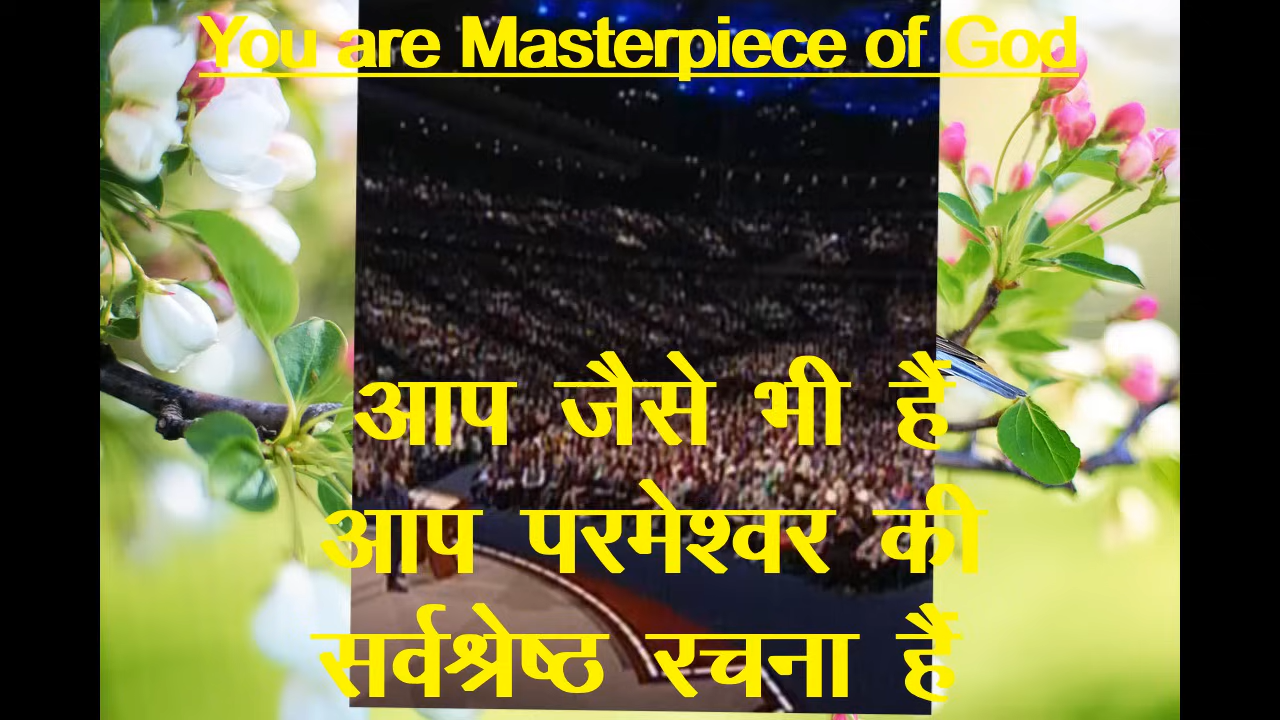 You are Masterpiece of God
आप जैसे भी हैं
आप परमेश्वर की
सर्वश्रेष्ठ रचना हैं